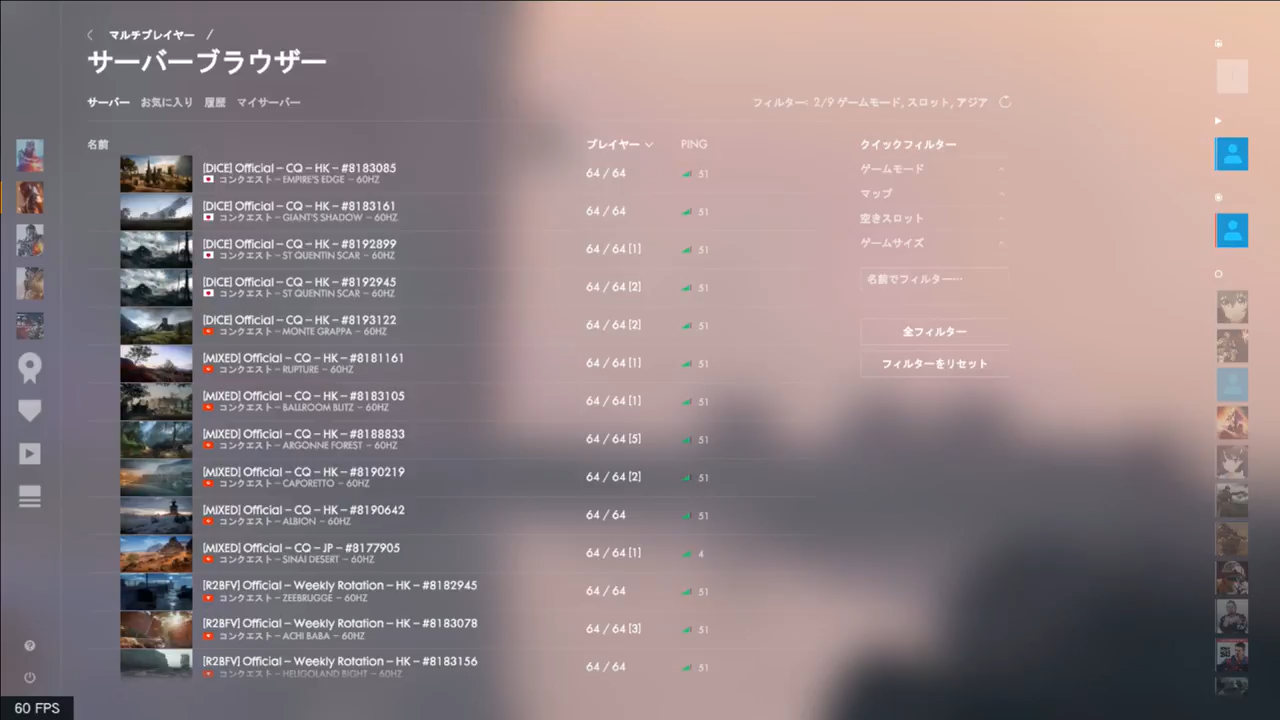 マルチプレイヤー /
サーバーブラウザー
サーバー お気に入り 履歴 マイサーバー
フィルター: 2/9 ゲームモード, スロット, アジア
名前 プレイヤー PING
[DICE] Official – CQ – HK – #8183085
コンクエスト – EMPIRE'S EDGE – 60HZ
64 / 64 51
[DICE] Official – CQ – HK – #8183161
コンクエスト – GIANT'S SHADOW – 60HZ
64 / 64 51
[DICE] Official – CQ – HK – #8192899
コンクエスト – ST QUENTIN SCAR – 60HZ
64 / 64 [1] 51
[DICE] Official – CQ – HK – #8192945
コンクエスト – ST QUENTIN SCAR – 60HZ
64 / 64 [2] 51
[DICE] Official – CQ – HK – #8193122
コンクエスト – MONTE GRAPPA – 60HZ
64 / 64 [2] 51
[MIXED] Official – CQ – HK – #8181161
コンクエスト – RUPTURE – 60HZ
64 / 64 [1] 51
[MIXED] Official – CQ – HK – #8183105
コンクエスト – BALLROOM BLITZ – 60HZ
64 / 64 [1] 51
[MIXED] Official – CQ – HK – #8188833
コンクエスト – ARGONNE FOREST – 60HZ
64 / 64 [5] 51
[MIXED] Official – CQ – HK – #8190219
コンクエスト – CAPORETTO – 60HZ
64 / 64 [2] 51
[MIXED] Official – CQ – HK – #8190642
コンクエスト – ALBION – 60HZ
64 / 64 51
[MIXED] Official – CQ – JP – #8177905
コンクエスト – SINAI DESERT – 60HZ
64 / 64 [1] 4
[R2BFV] Official – Weekly Rotation – HK – #8182945
コンクエスト – ZEEBRUGGE – 60HZ
64 / 64 51
[R2BFV] Official – Weekly Rotation – HK – #8183078
コンクエスト – ACHI BABA – 60HZ
64 / 64 [3] 51
[R2BFV] Official – Weekly Rotation – HK – #8183156
コンクエスト – HELIGOLAND BIGHT – 60HZ
64 / 64 51
クイックフィルター
ゲームモード
マップ
空きスロット
ゲームサイズ
名前でフィルター…
全フィルター
フィルターをリセット
60 FPS